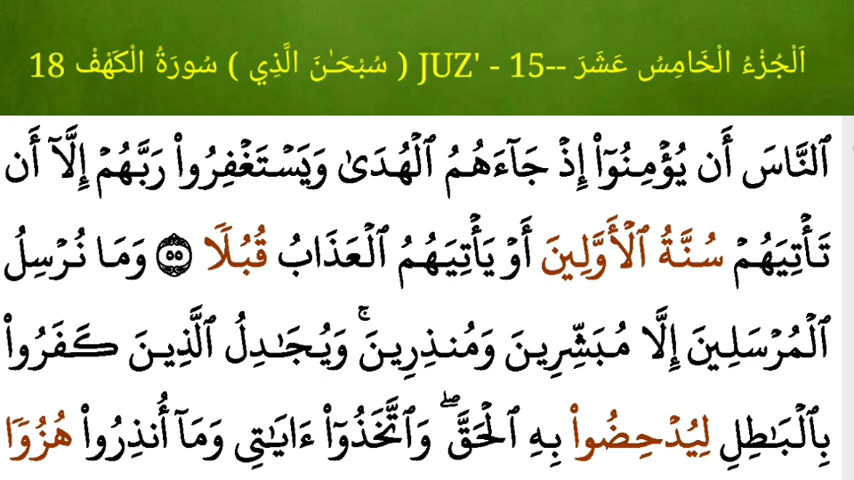 اَلْجُزْءُ الْخَامِسُ عَشَرَ --15 - 'JUZ ( سُبْحَـٰنَ الَّذِي ) سُورَةُ الْكَهْفْ 18
ٱلنَّاسَ أَن يُؤْمِنُوٓا۟ إِذْ جَآءَهُمُ ٱلْهُدَىٰ وَيَسْتَغْفِرُوا۟ رَبَّهُمْ إِلَّآ أَن
تَأْتِيَهُمْ سُنَّةُ ٱلْأَوَّلِينَ أَوْ يَأْتِيَهُمُ ٱلْعَذَابُ قُبُلًا ۝٥٥ وَمَا نُرْسِلُ
ٱلْمُرْسَلِينَ إِلَّا مُبَشِّرِينَ وَمُنذِرِينَ ۚ وَيُجَـٰدِلُ ٱلَّذِينَ كَفَرُوا۟
بِٱلْبَـٰطِلِ لِيُدْحِضُوا۟ بِهِ ٱلْحَقَّ ۖ وَٱتَّخَذُوٓا۟ ءَايَـٰتِى وَمَآ أُنذِرُوا۟ هُزُوًا